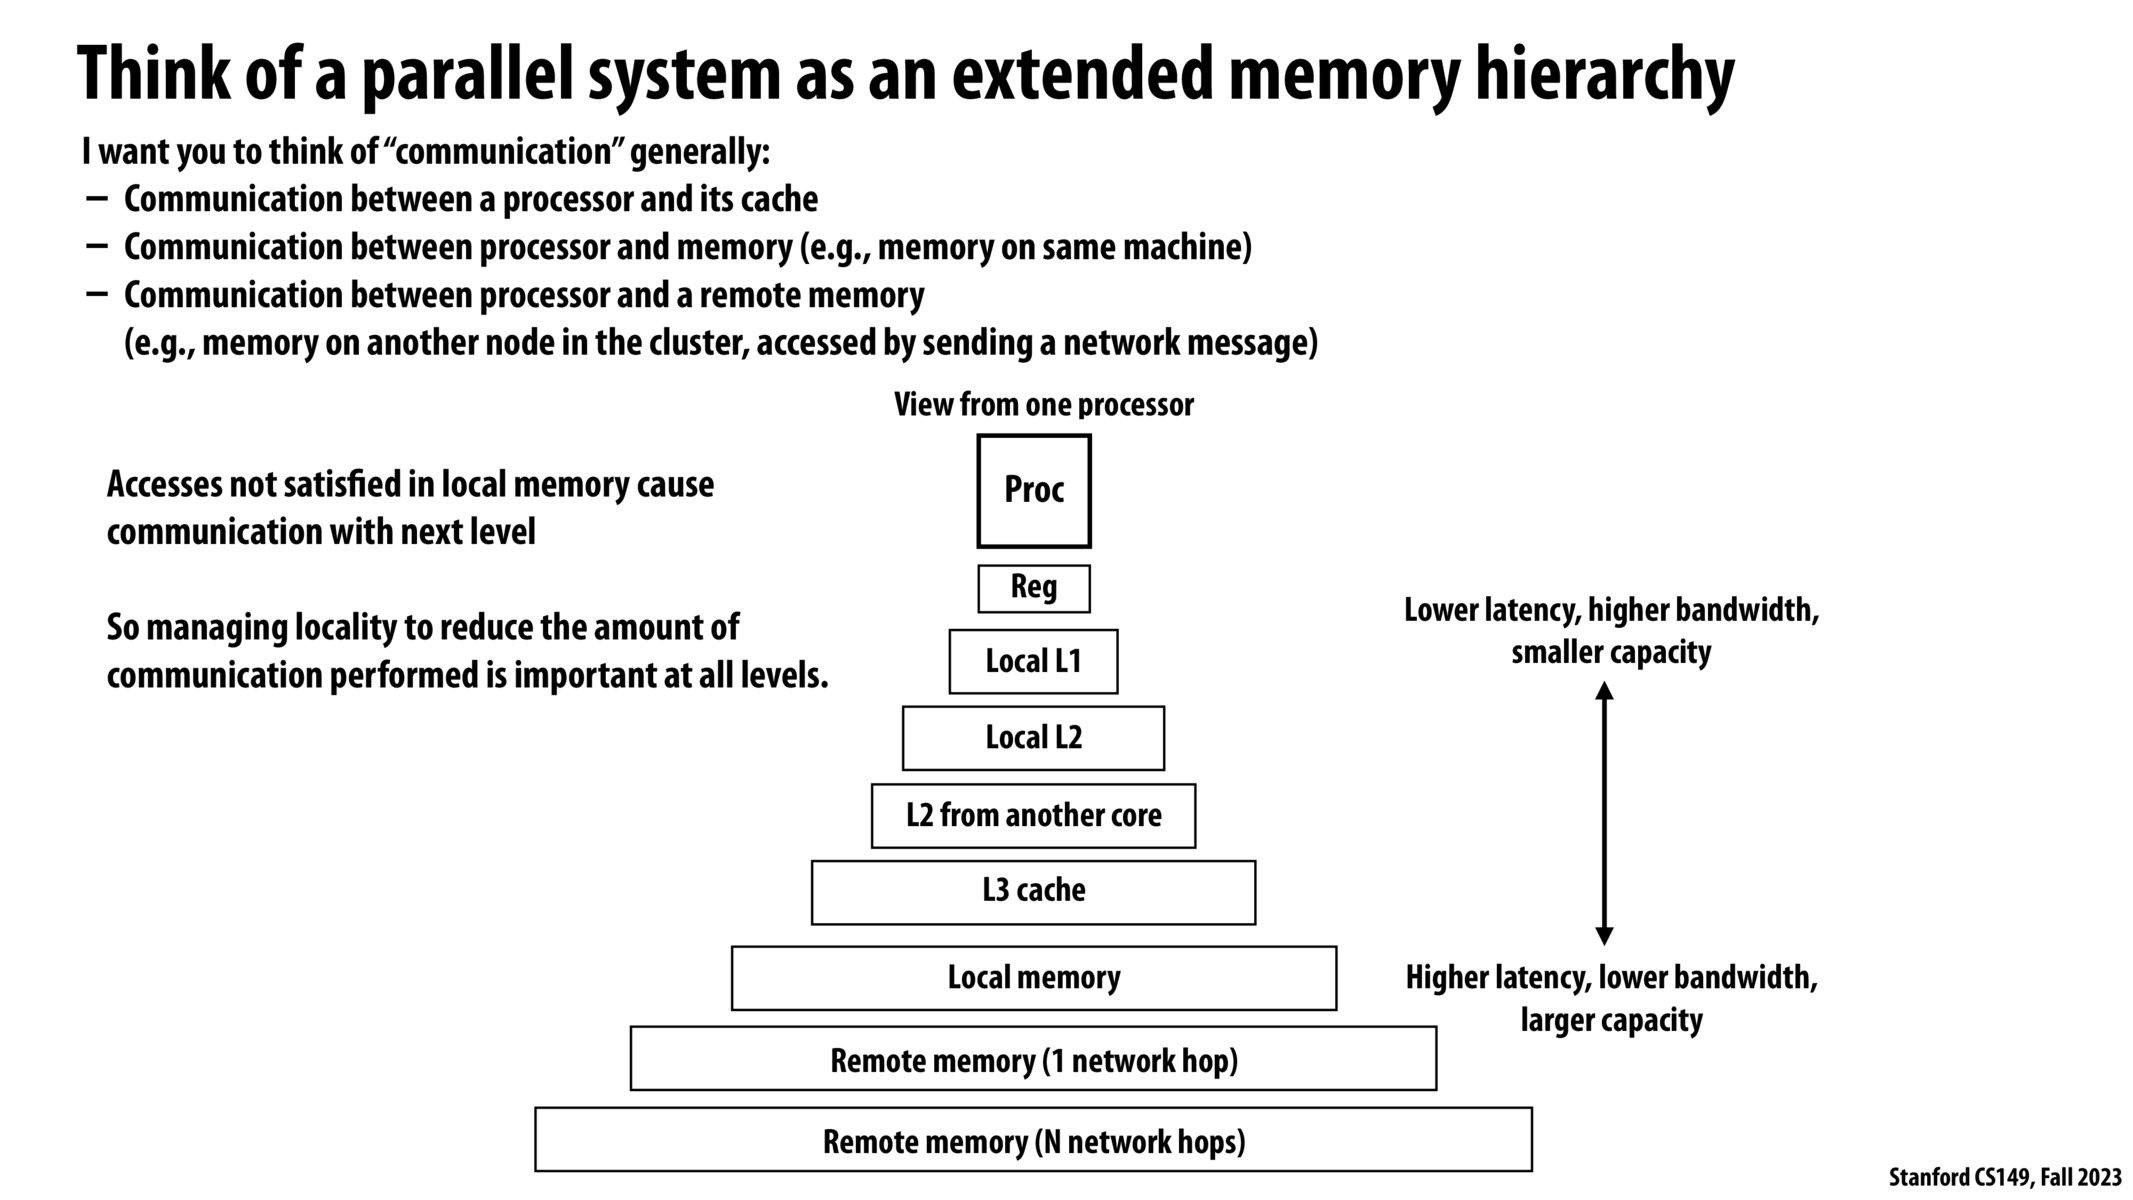 Think of a parallel system as an extended memory hierarchy
I want you to think of “communication” generally:
– Communication between a processor and its cache
– Communication between processor and memory (e.g., memory on same machine)
– Communication between processor and a remote memory
(e.g., memory on another node in the cluster, accessed by sending a network message)
View from one processor
Accesses not satisfied in local memory cause
communication with next level
So managing locality to reduce the amount of
communication performed is important at all levels.
Proc
Reg
Local L1
Local L2
L2 from another core
L3 cache
Local memory
Remote memory (1 network hop)
Remote memory (N network hops)
Lower latency, higher bandwidth,
smaller capacity
Higher latency, lower bandwidth,
larger capacity
Stanford CS149, Fall 2023